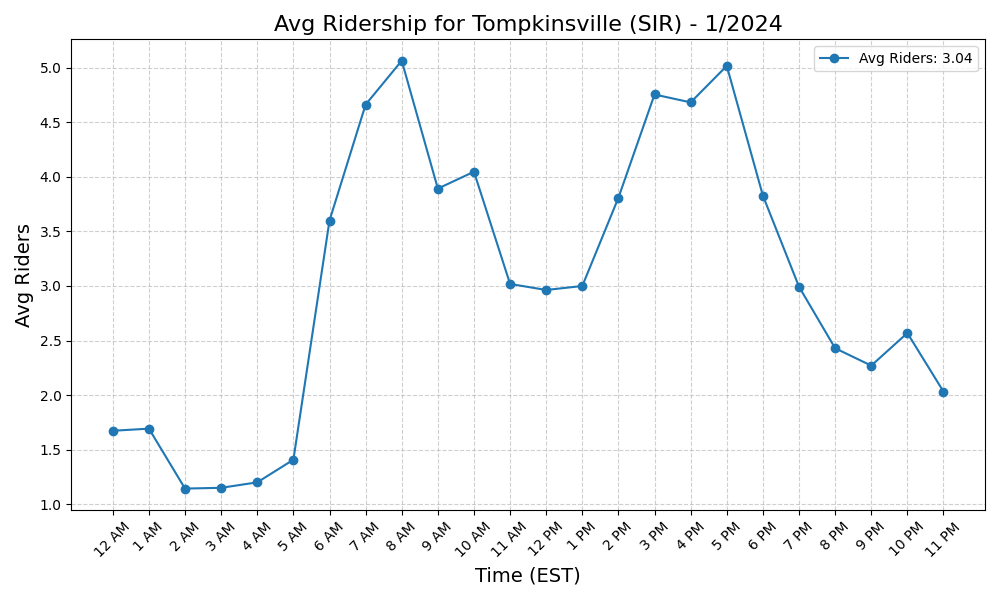 Avg Ridership for Tompkinsville (SIR) - 1/2024
Avg Riders: 3.04
Avg Riders
5.0
4.5
4.0
3.5
3.0
2.5
2.0
1.5
1.0
12 AM
1 AM
2 AM
3 AM
4 AM
5 AM
6 AM
7 AM
8 AM
9 AM
10 AM
11 AM
12 PM
1 PM
2 PM
3 PM
4 PM
5 PM
6 PM
7 PM
8 PM
9 PM
10 PM
11 PM
Time (EST)